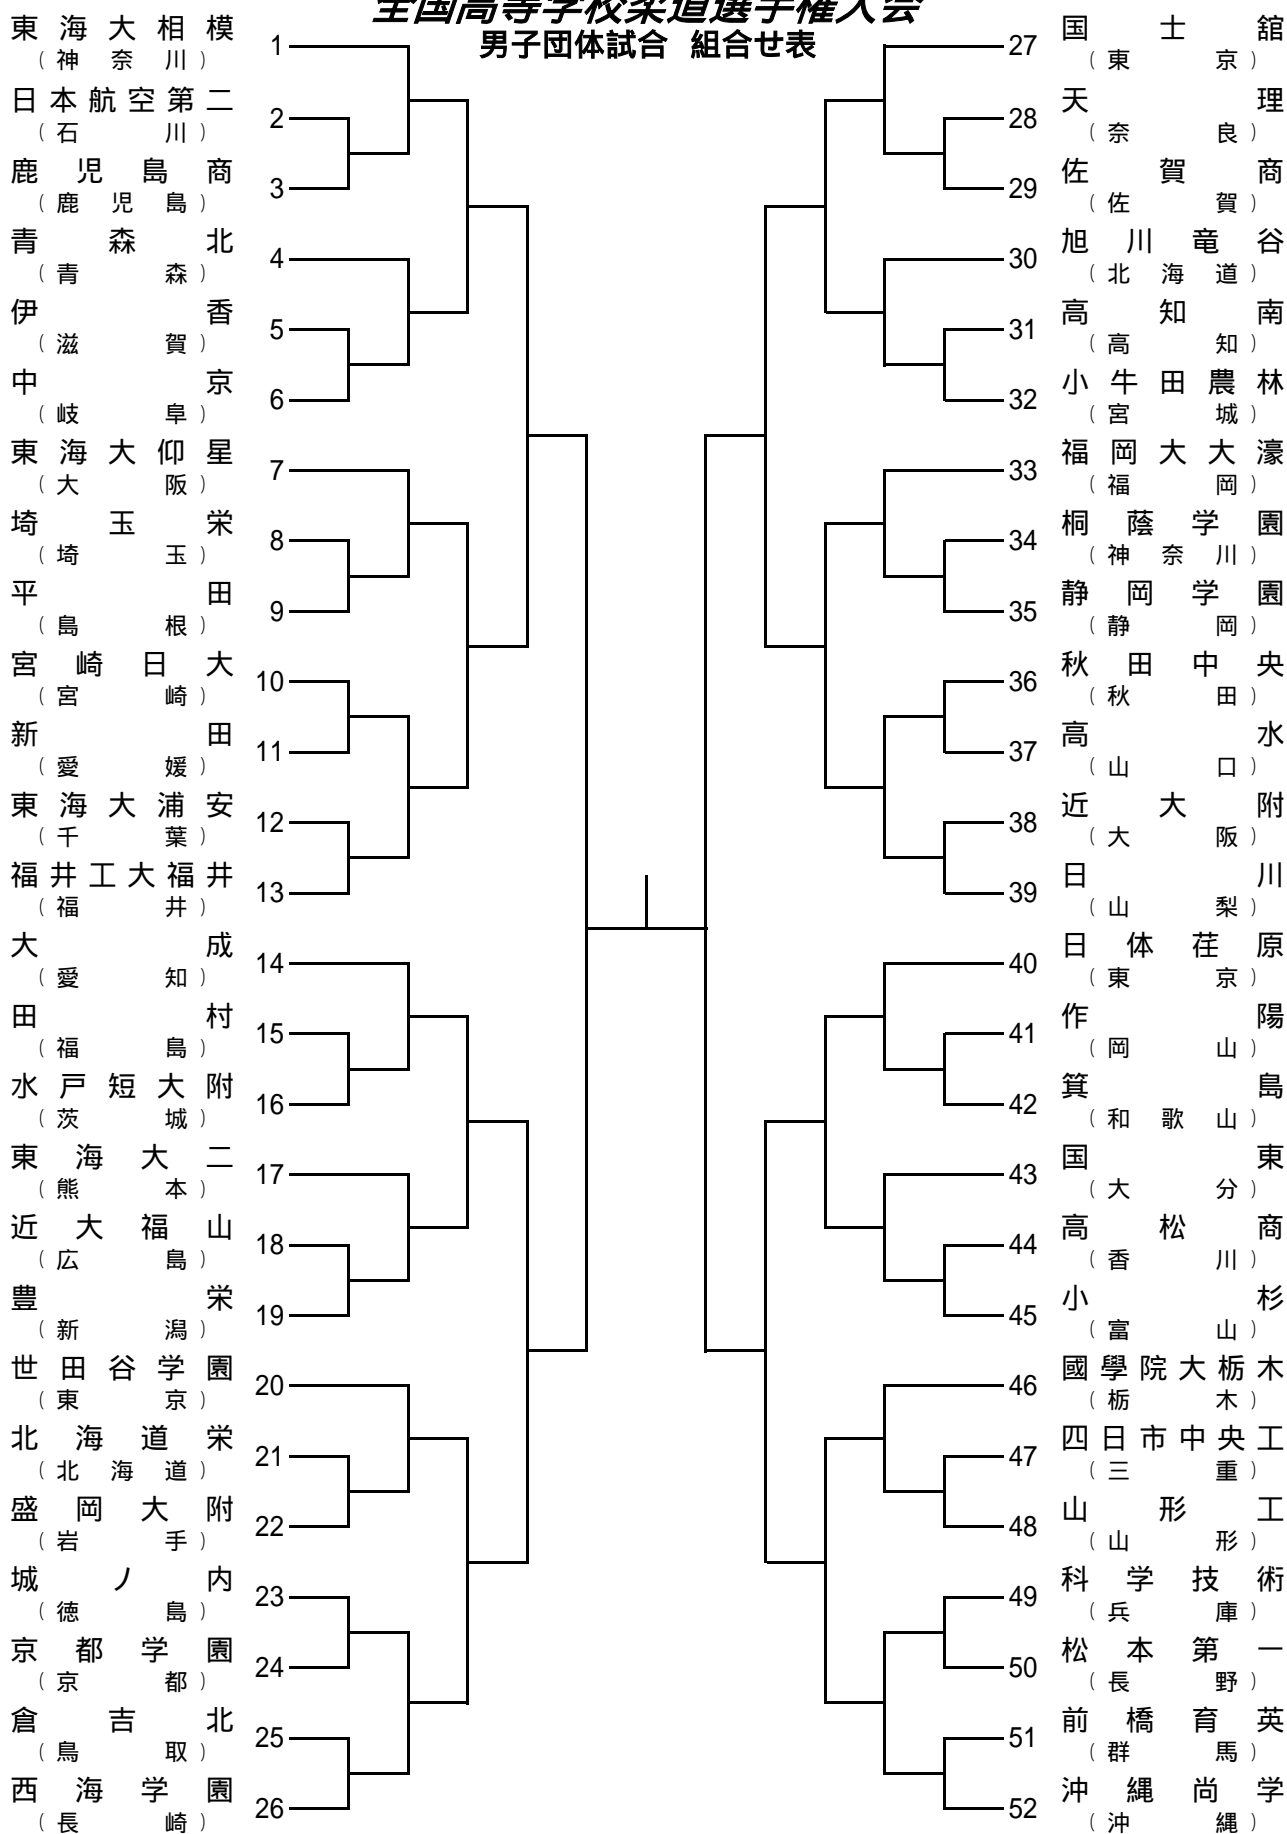 全国高等学校柔道選手権大会
男子団体試合 組合せ表
東海大相模
(神奈川)
1
日本航空第二
(石川)
2
鹿児島商
(鹿児島)
3
青森北
(青森)
4
伊香
(滋賀)
5
中京
(岐阜)
6
東海大仰星
(大阪)
7
埼玉栄
(埼玉)
8
平田
(島根)
9
宮崎日大
(宮崎)
10
新田
(愛媛)
11
東海大浦安
(千葉)
12
福井工大福井
(福井)
13
大成
(愛知)
14
田村
(福島)
15
水戸短大附
(茨城)
16
東海大二
(熊本)
17
近大福山
(広島)
18
豊栄
(新潟)
19
世田谷学園
(東京)
20
北海道栄
(北海道)
21
盛岡大附
(岩手)
22
城ノ内
(徳島)
23
京都学園
(京都)
24
倉吉北
(鳥取)
25
西海学園
(長崎)
26
27
国士舘
(東京)
28
天理
(奈良)
29
佐賀商
(佐賀)
30
旭川竜谷
(北海道)
31
高知南
(高知)
32
小牛田農林
(宮城)
33
福岡大大濠
(福岡)
34
桐蔭学園
(神奈川)
35
静岡学園
(静岡)
36
秋田中央
(秋田)
37
高水
(山口)
38
近大附
(大阪)
39
日川
(山梨)
40
日体荏原
(東京)
41
作陽
(岡山)
42
箕島
(和歌山)
43
国東
(大分)
44
高松商
(香川)
45
小杉
(富山)
46
國學院大栃木
(栃木)
47
四日市中央工
(三重)
48
山形工
(山形)
49
科学技術
(兵庫)
50
松本第一
(長野)
51
前橋育英
(群馬)
52
沖縄尚学
(沖縄)